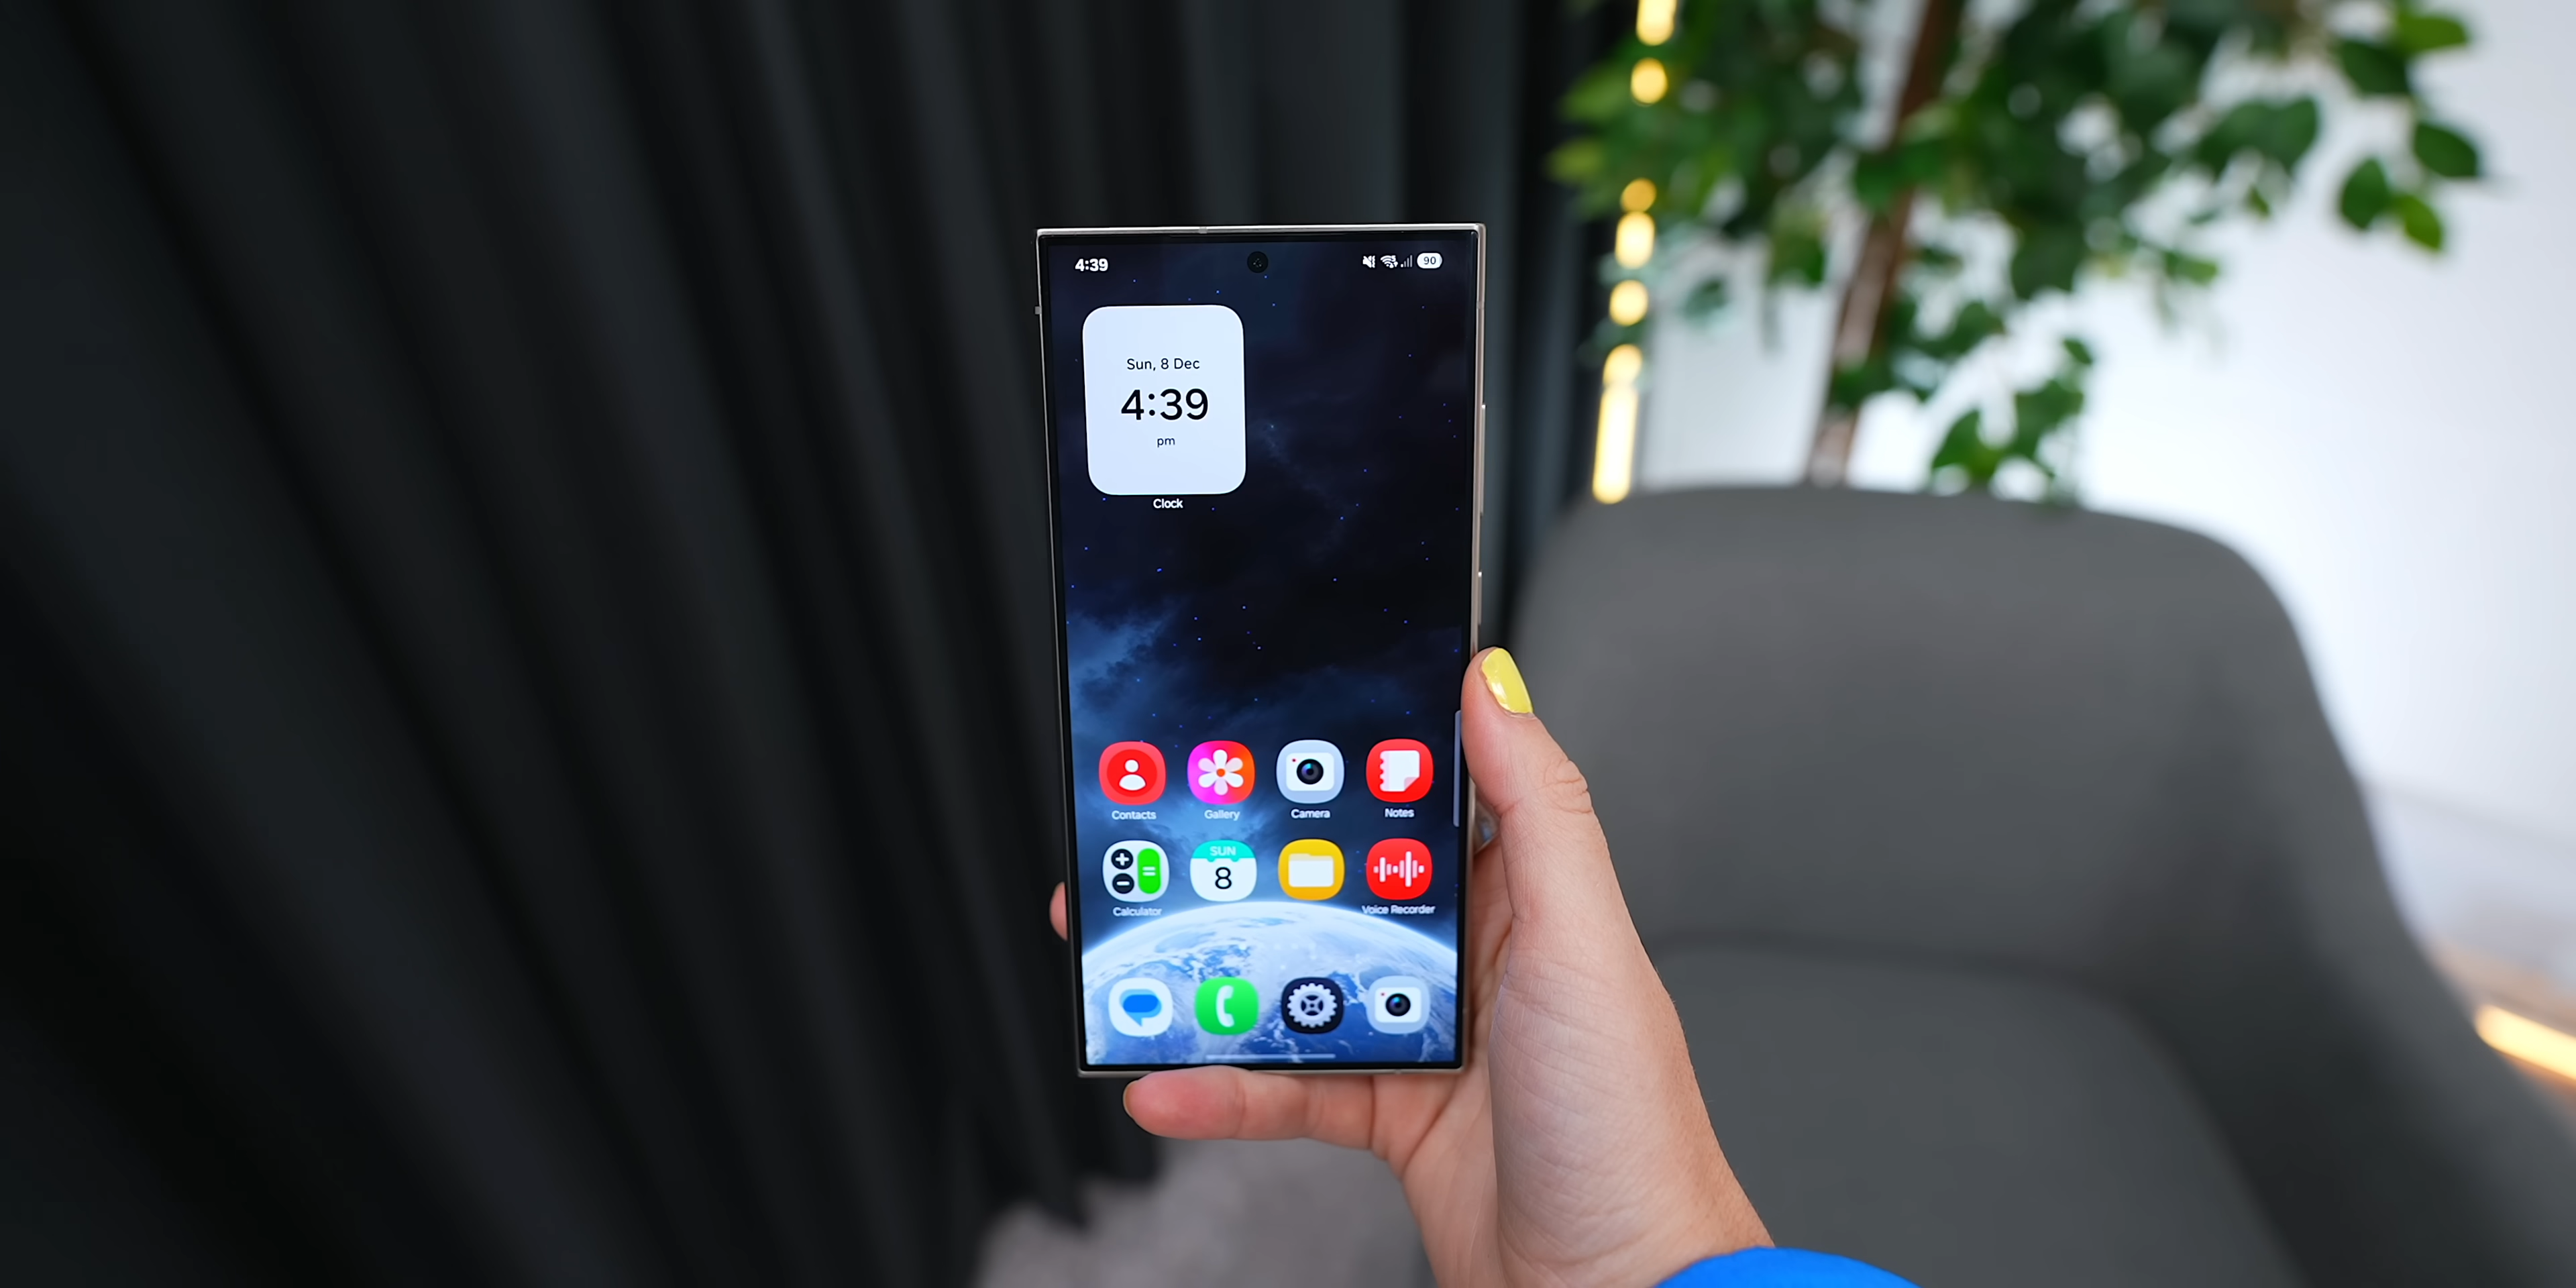 4:39
90
Sun, 8 Dec
4:39
pm
Clock
Contacts
Gallery
Camera
Notes
SUN
8
Calculator
Voice Recorder